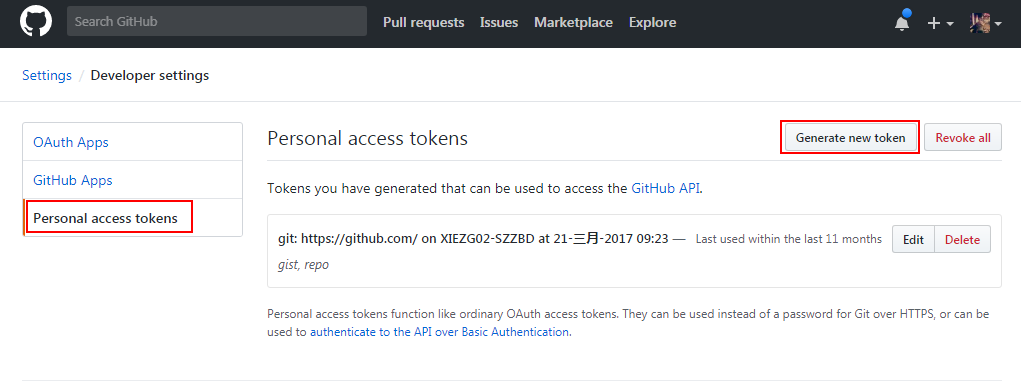 Search GitHub
Pull requests Issues Marketplace Explore
Settings / Developer settings
OAuth Apps
GitHub Apps
Personal access tokens
Personal access tokens
Generate new token
Revoke all
Tokens you have generated that can be used to access the GitHub API.
git: https://github.com/ on XIEZG02-SZZBD at 21-三月-2017 09:23 — Last used within the last 11 months
Edit
Delete
gist, repo
Personal access tokens function like ordinary OAuth access tokens. They can be used instead of a password for Git over HTTPS, or can be
used to authenticate to the API over Basic Authentication.